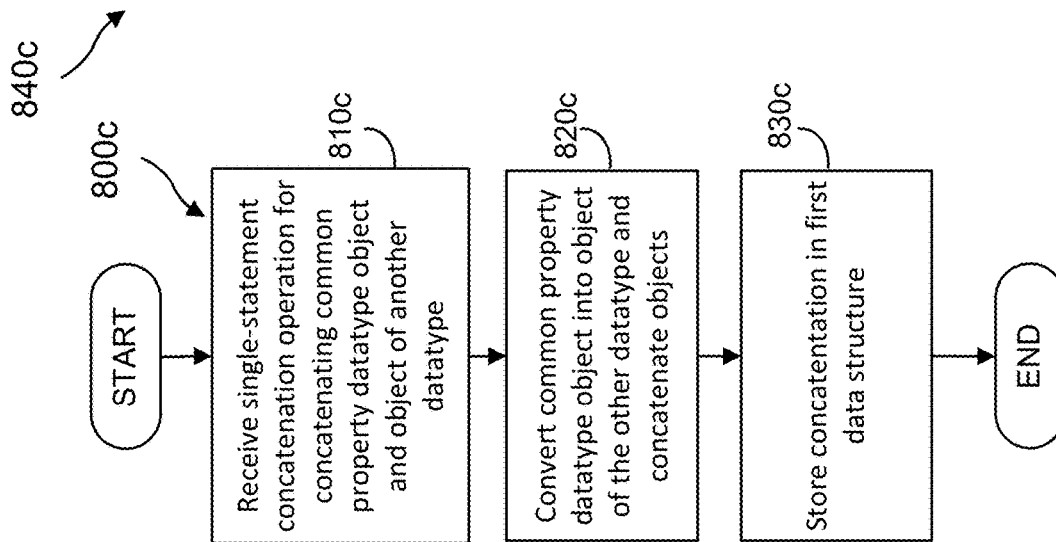 840c
800c
START
Receive single-statement
concatenation operation for
concatenating common
property datatype object
and object of another
datatype
810c
Convert common property
datatype object into object
of the other datatype and
concatenate objects
820c
Store concatentation in first
data structure
830c
END